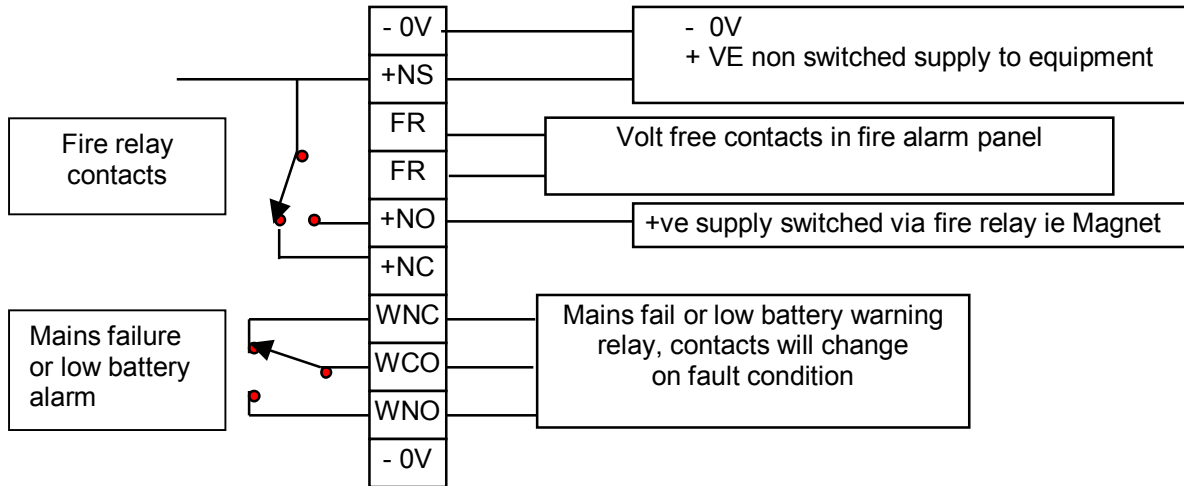 - 0V
+NS
FR
FR
+NO
+NC
WNC
WCO
WNO
- 0V
Fire relay
contacts
Mains failure
or low battery
alarm
- 0V
+ VE non switched supply to equipment
Volt free contacts in fire alarm panel
+ve supply switched via fire relay ie Magnet
Mains fail or low battery warning
relay, contacts will change
on fault condition